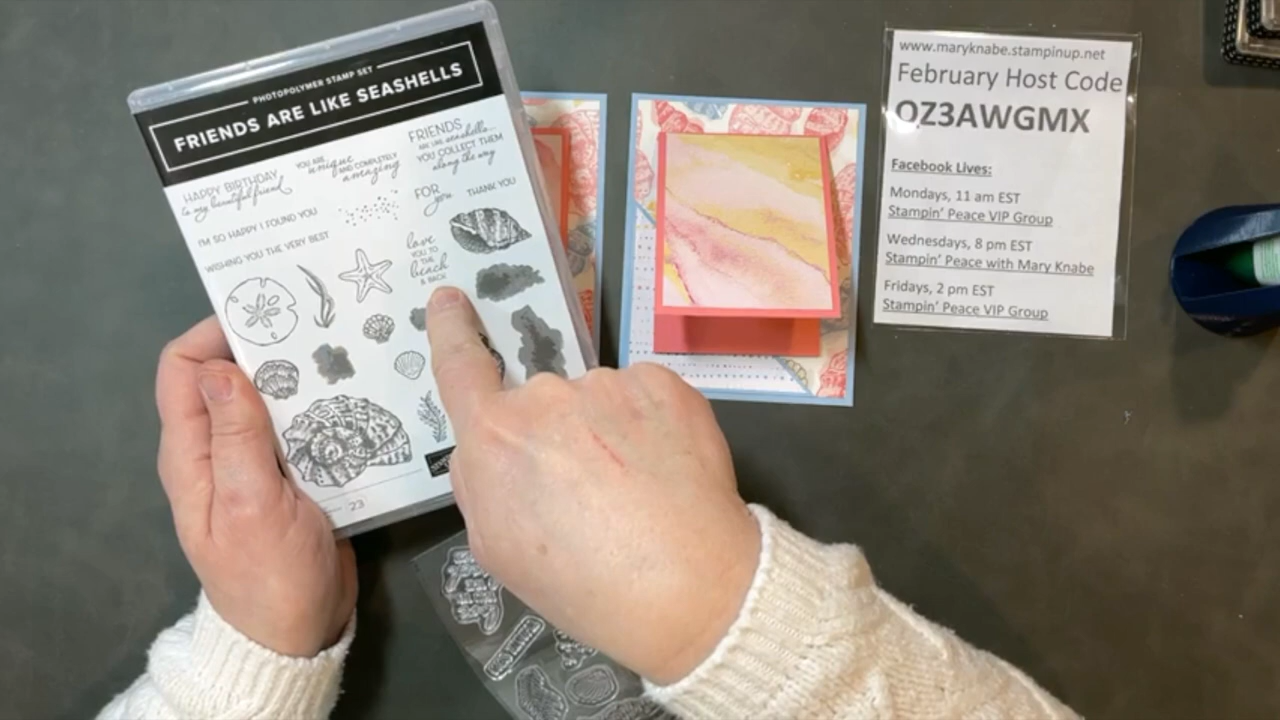 PHOTOPOLYMER STAMP SET
FRIENDS ARE LIKE SEASHELLS
HAPPY BIRTHDAY
to my beautiful friend
YOU ARE
unique AND COMPLETELY
amazing
FRIENDS
ARE LIKE seashells...
YOU COLLECT THEM
along the way
I'M SO HAPPY I FOUND YOU
FOR
you
THANK YOU
WISHING YOU THE VERY BEST
love
YOU TO
THE
beach
& BACK
23
www.maryknabe.stampinup.net
February Host Code
QZ3AWGMX
Facebook Lives:
Mondays, 11 am EST
Stampin' Peace VIP Group
Wednesdays, 8 pm EST
Stampin' Peace with Mary Knabe
Fridays, 2 pm EST
Stampin' Peace VIP Group